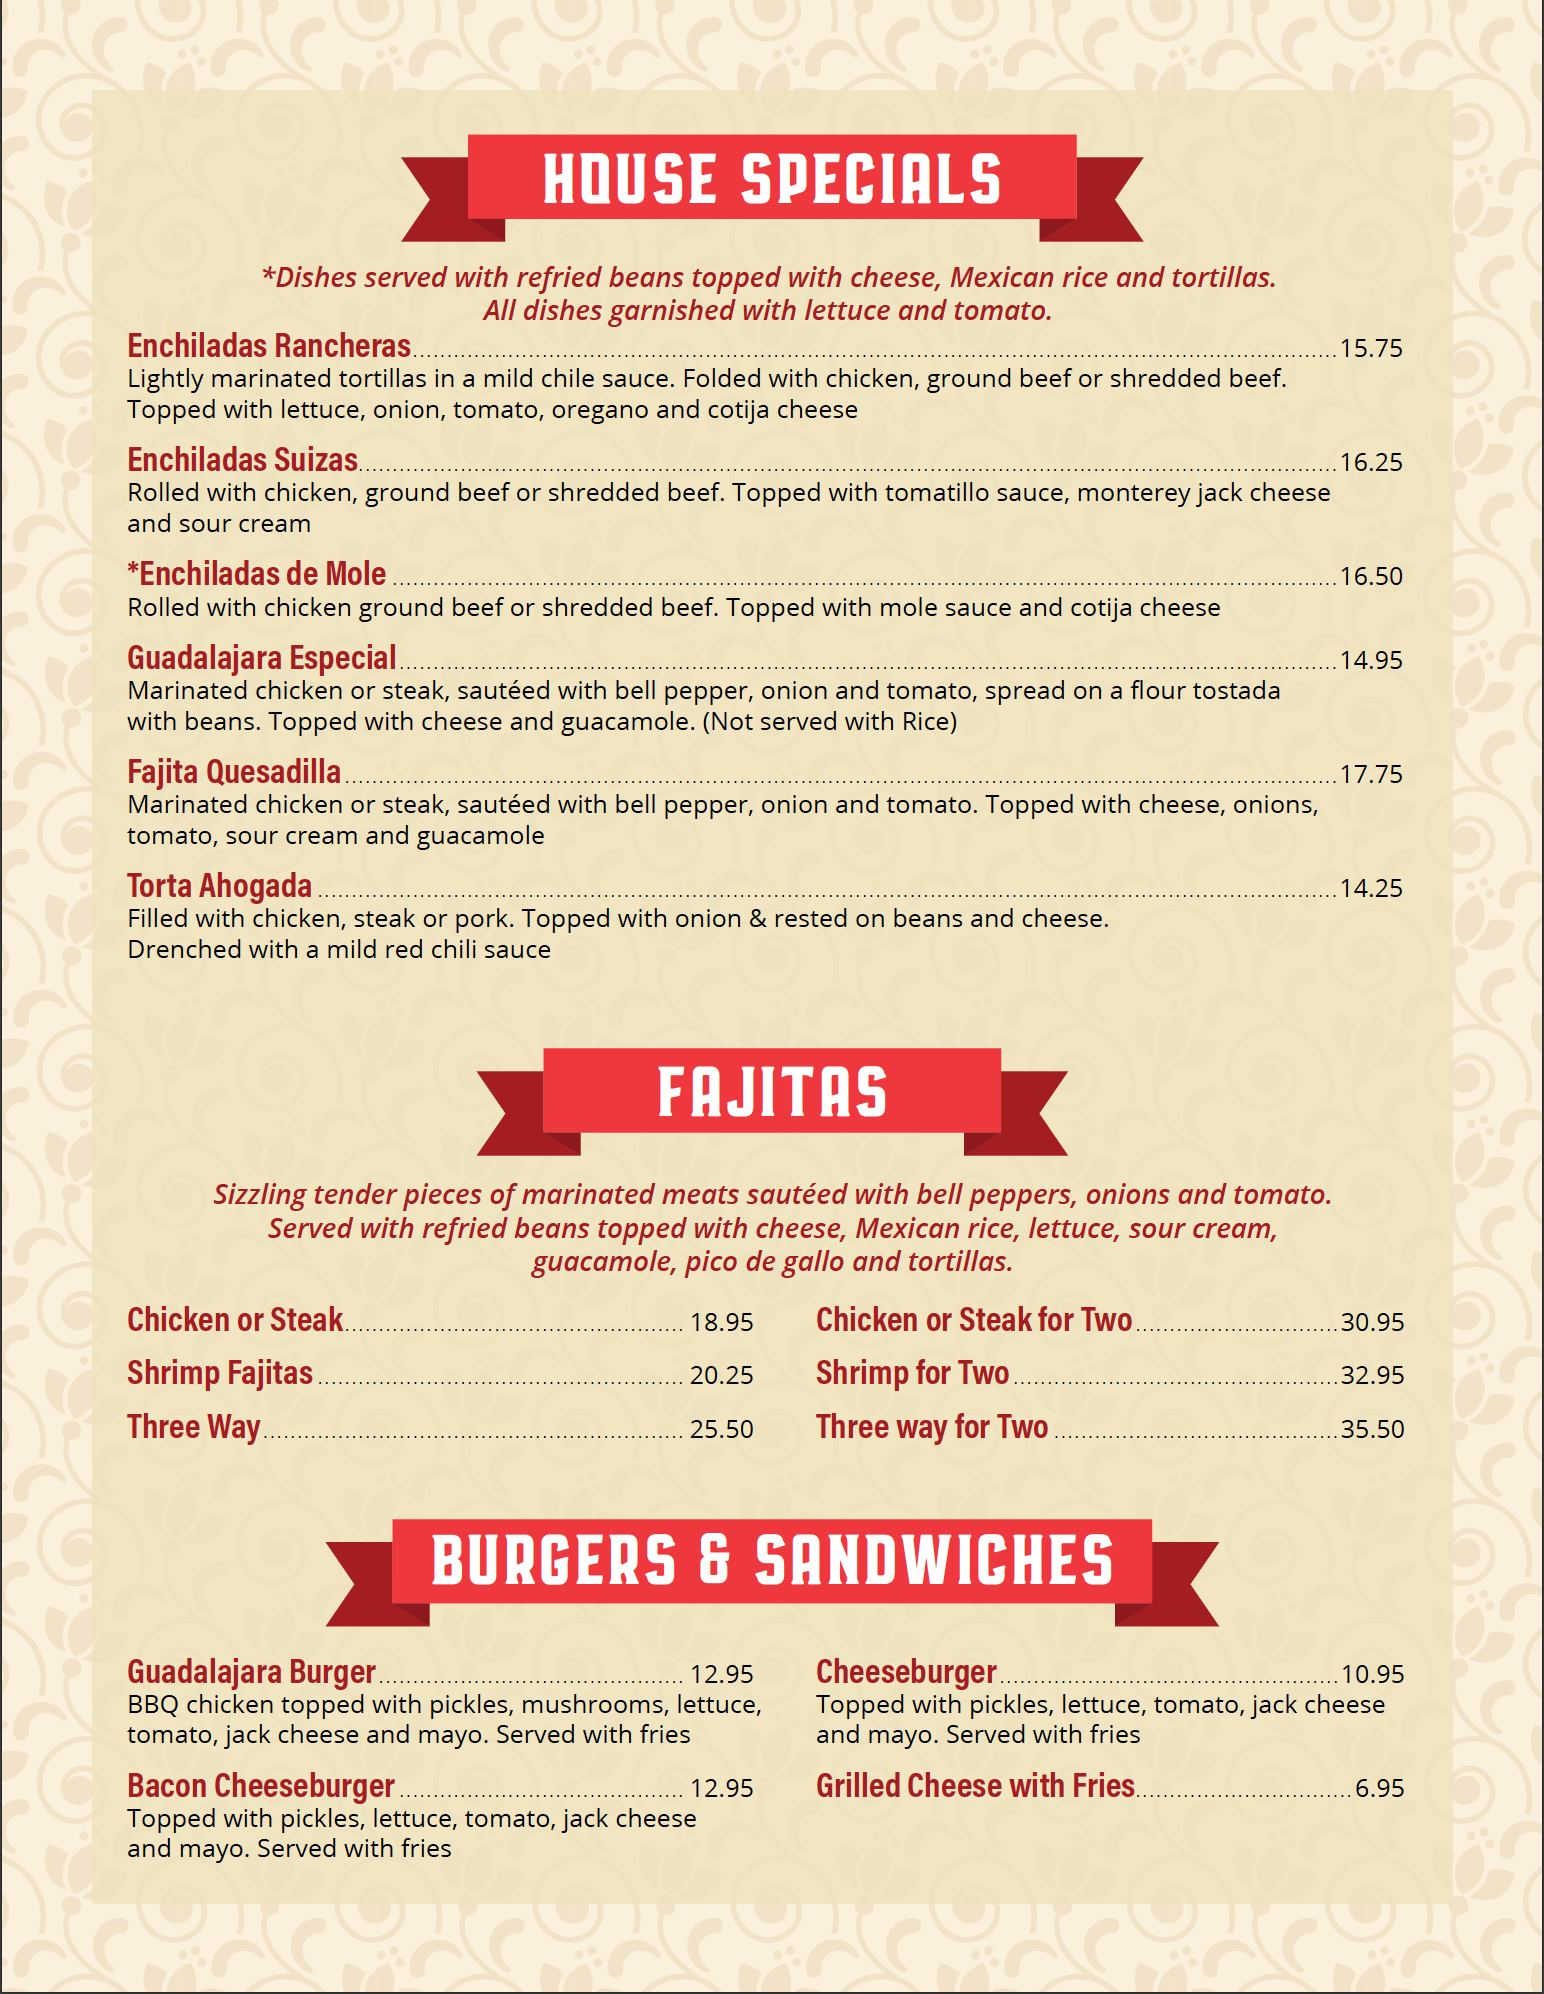 HOUSE SPECIALS
*Dishes served with refried beans topped with cheese, Mexican rice and tortillas.
All dishes garnished with lettuce and tomato.
Enchiladas Rancheras 15.75
Lightly marinated tortillas in a mild chile sauce. Folded with chicken, ground beef or shredded beef.
Topped with lettuce, onion, tomato, oregano and cotija cheese
Enchiladas Suizas 16.25
Rolled with chicken, ground beef or shredded beef. Topped with tomatillo sauce, monterey jack cheese
and sour cream
*Enchiladas de Mole 16.50
Rolled with chicken ground beef or shredded beef. Topped with mole sauce and cotija cheese
Guadalajara Especial 14.95
Marinated chicken or steak, sautéed with bell pepper, onion and tomato, spread on a flour tostada
with beans. Topped with cheese and guacamole. (Not served with Rice)
Fajita Quesadilla 17.75
Marinated chicken or steak, sautéed with bell pepper, onion and tomato. Topped with cheese, onions,
tomato, sour cream and guacamole
Torta Ahogada 14.25
Filled with chicken, steak or pork. Topped with onion & rested on beans and cheese.
Drenched with a mild red chili sauce
FAJITAS
Sizzling tender pieces of marinated meats sautéed with bell peppers, onions and tomato.
Served with refried beans topped with cheese, Mexican rice, lettuce, sour cream,
guacamole, pico de gallo and tortillas.
Chicken or Steak 18.95
Shrimp Fajitas 20.25
Three Way 25.50
Chicken or Steak for Two 30.95
Shrimp for Two 32.95
Three way for Two 35.50
BURGERS & SANDWICHES
Guadalajara Burger 12.95
BBQ chicken topped with pickles, mushrooms, lettuce,
tomato, jack cheese and mayo. Served with fries
Bacon Cheeseburger 12.95
Topped with pickles, lettuce, tomato, jack cheese
and mayo. Served with fries
Cheeseburger 10.95
Topped with pickles, lettuce, tomato, jack cheese
and mayo. Served with fries
Grilled Cheese with Fries 6.95